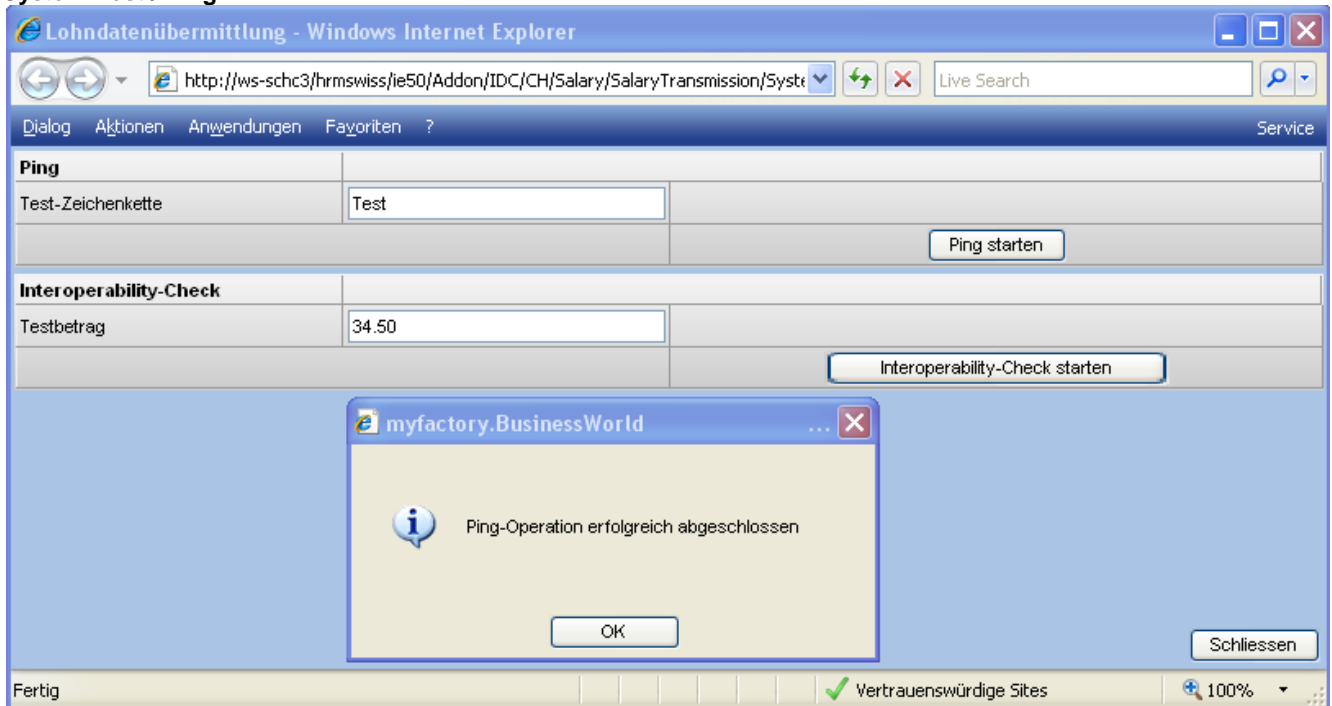 Lohndatenübermittlung - Windows Internet Explorer
http://ws-schc3/hrmswiss/ie50/Addon/IDC/CH/Salary/SalaryTransmission/Syste
Live Search
Dialog Aktionen Anwendungen Favoriten ? Service
Ping
Test-Zeichenkette Test
Ping starten
Interoperability-Check
Testbetrag 34.50
Interoperability-Check starten
myfactory.BusinessWorld ...
Ping-Operation erfolgreich abgeschlossen
OK
Schliessen
Fertig Vertrauenswürdige Sites 100%